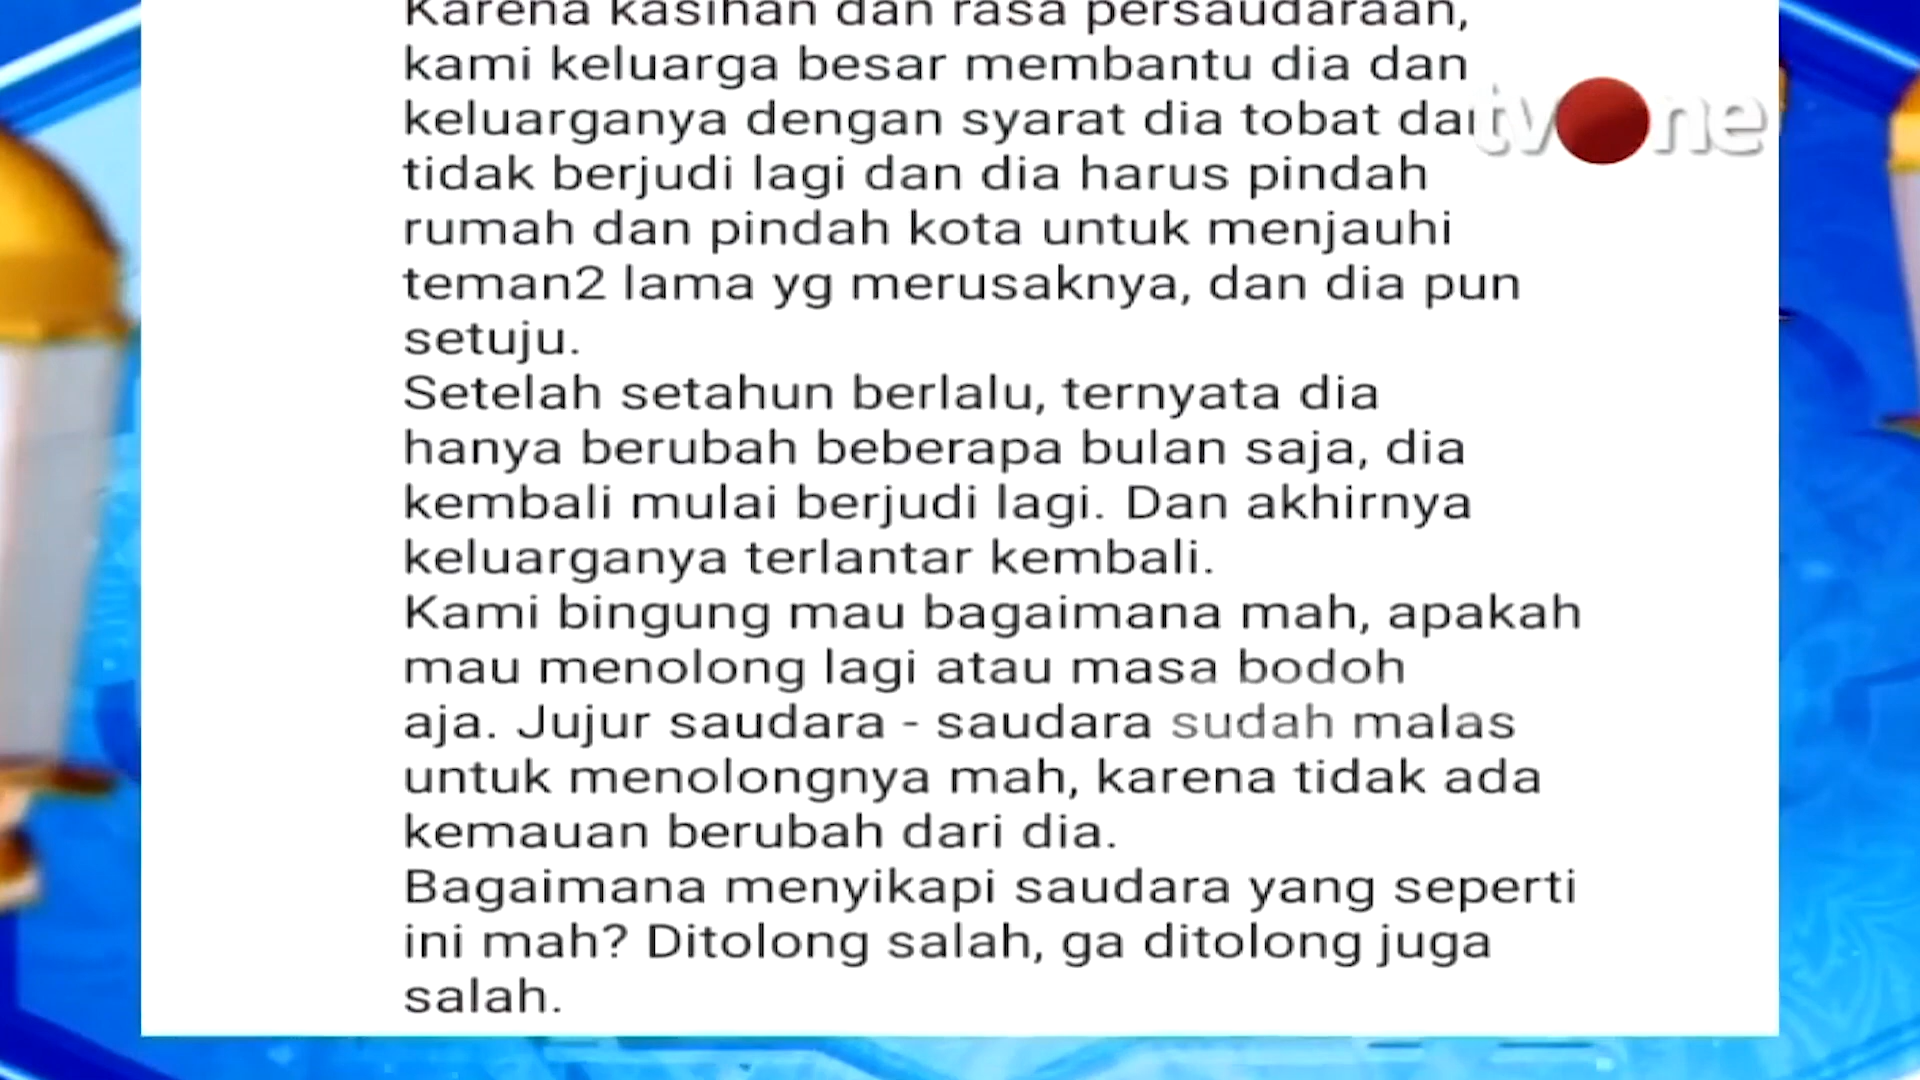 Karena kasihan dan rasa persaudaraan,
kami keluarga besar membantu dia dan
keluarganya dengan syarat dia tobat dan
tidak berjudi lagi dan dia harus pindah
rumah dan pindah kota untuk menjauhi
teman2 lama yg merusaknya, dan dia pun
setuju.
Setelah setahun berlalu, ternyata dia
hanya berubah beberapa bulan saja, dia
kembali mulai berjudi lagi. Dan akhirnya
keluarganya terlantar kembali.
Kami bingung mau bagaimana mah, apakah
mau menolong lagi atau masa bodoh
aja. Jujur saudara - saudara sudah malas
untuk menolongnya mah, karena tidak ada
kemauan berubah dari dia.
Bagaimana menyikapi saudara yang seperti
ini mah? Ditolong salah, ga ditolong juga
salah.
tvOne